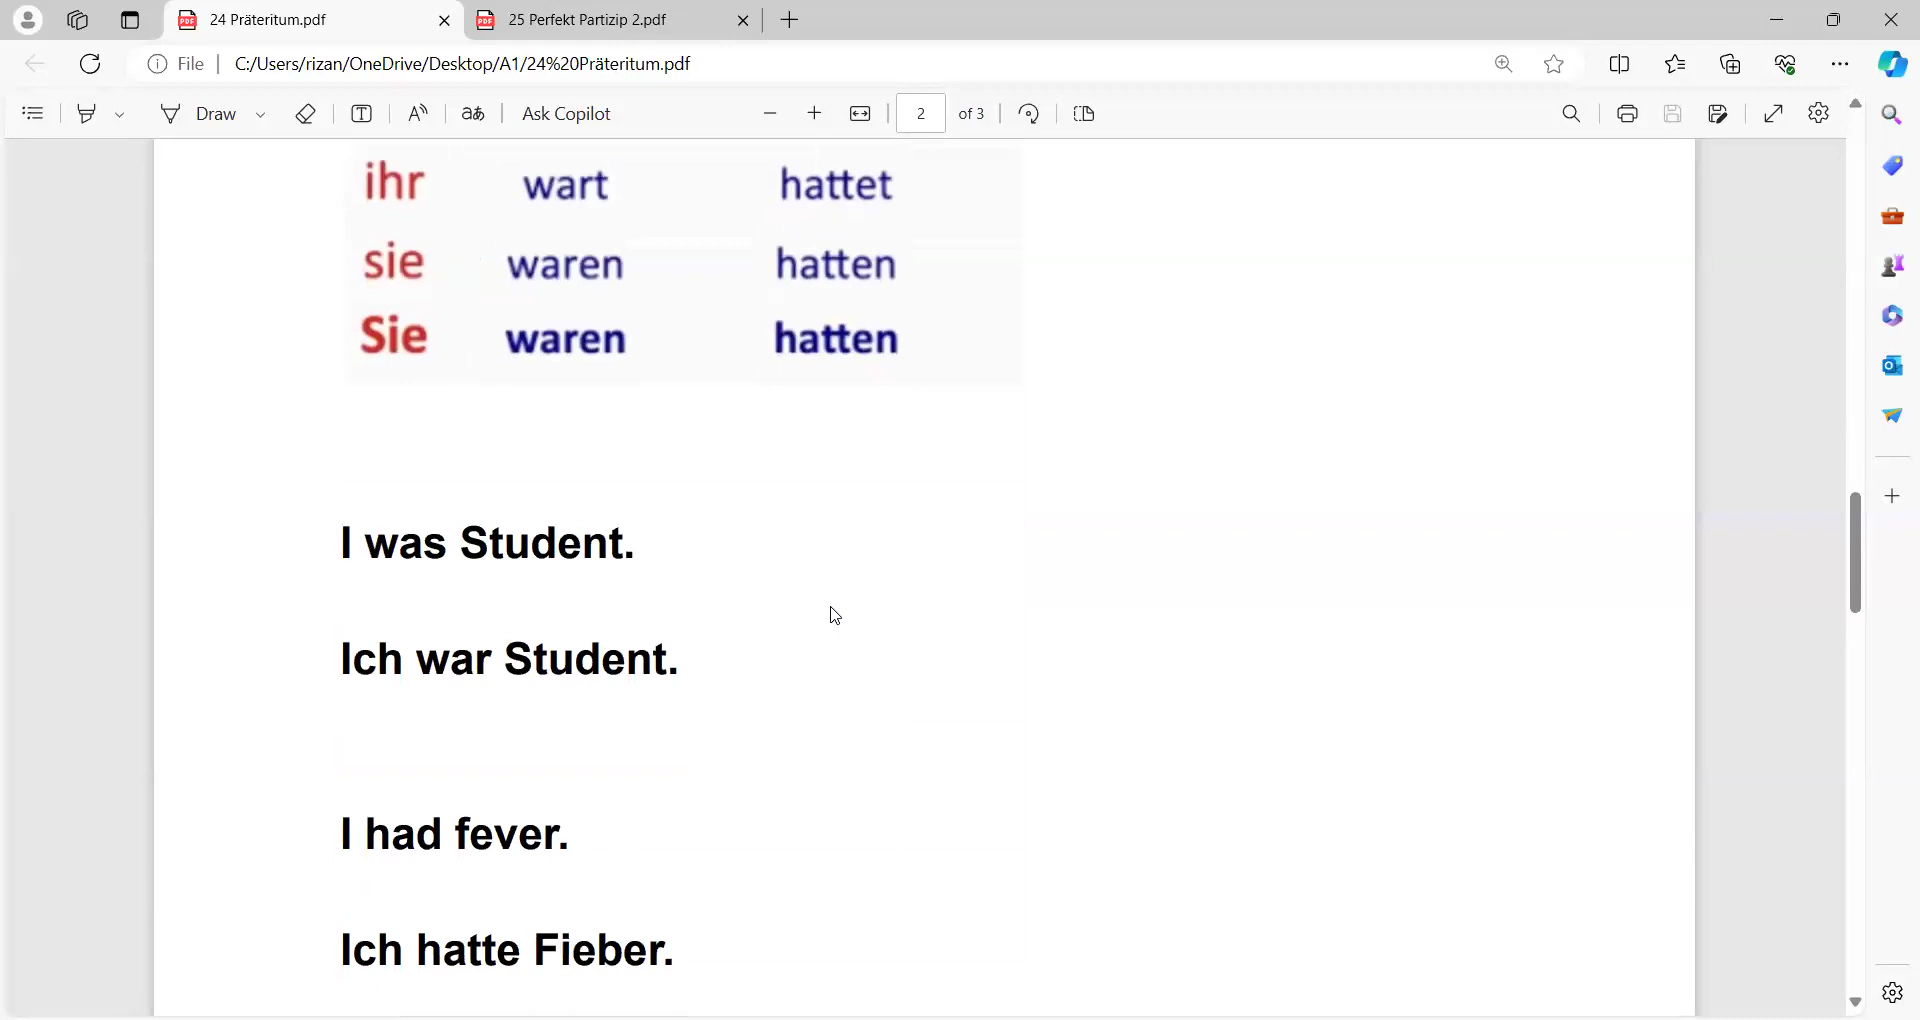 24 Präteritum.pdf
25 Perfekt Partizip 2.pdf
File
C:/Users/rizan/OneDrive/Desktop/A1/24%20Präteritum.pdf
Draw
Ask Copilot
2 of 3
ihr wart hattet
sie waren hatten
Sie waren hatten
I was Student.
Ich war Student.
I had fever.
Ich hatte Fieber.